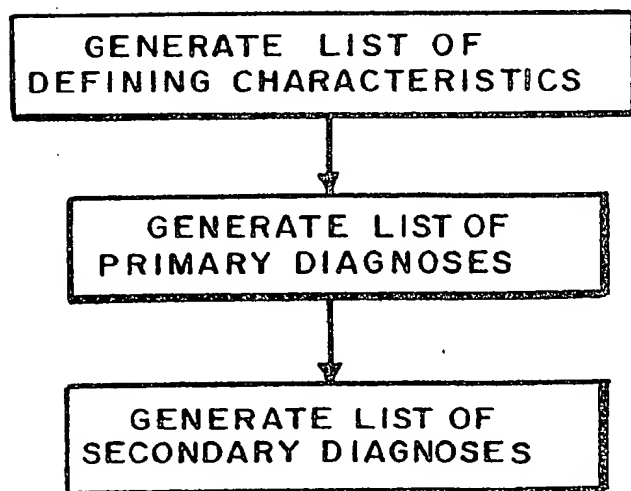 GENERATE LIST OF
DEFINING CHARACTERISTICS
GENERATE LIST OF
PRIMARY DIAGNOSES
GENERATE LIST OF
SECONDARY DIAGNOSES